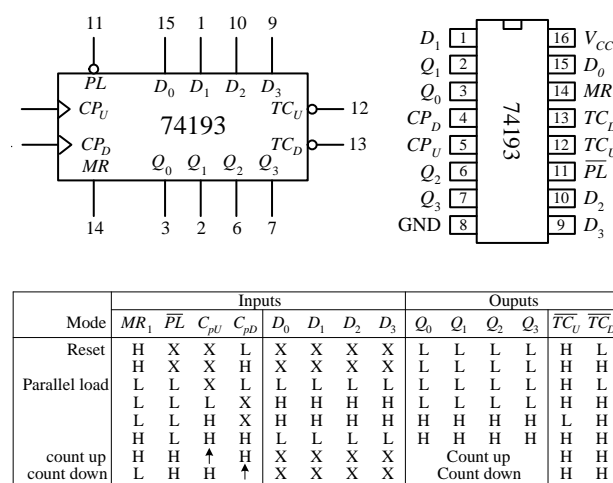 11 15 1 10 9
PL D0 D1 D2 D3
CPU 74193 TCU 12
CPD TCD 13
MR Q0 Q1 Q2 Q3
14 3 2 6 7
D1 1 16 VCC
Q1 2 15 D0
Q0 3 14 MR
CPD 4 13 TCD
CPU 5 12 TCU
Q2 6 11 PL
Q3 7 10 D2
GND 8 9 D3
74193
Inputs Ouputs
Mode MR1 PL CpU CpD D0 D1 D2 D3 Q0 Q1 Q2 Q3 TCU TCD
Reset H X X L X X X X L L L L H L
H X X H X X X X L L L L H H
Parallel load L L X L L L L L L L L L H L
L L L X H H H H L L L L H H
L L H X H H H H H H H H L H
H L H H L L L L H H H H H H
count up H H ↑ H X X X X Count up H H
count down L H H ↑ X X X X Count down H H